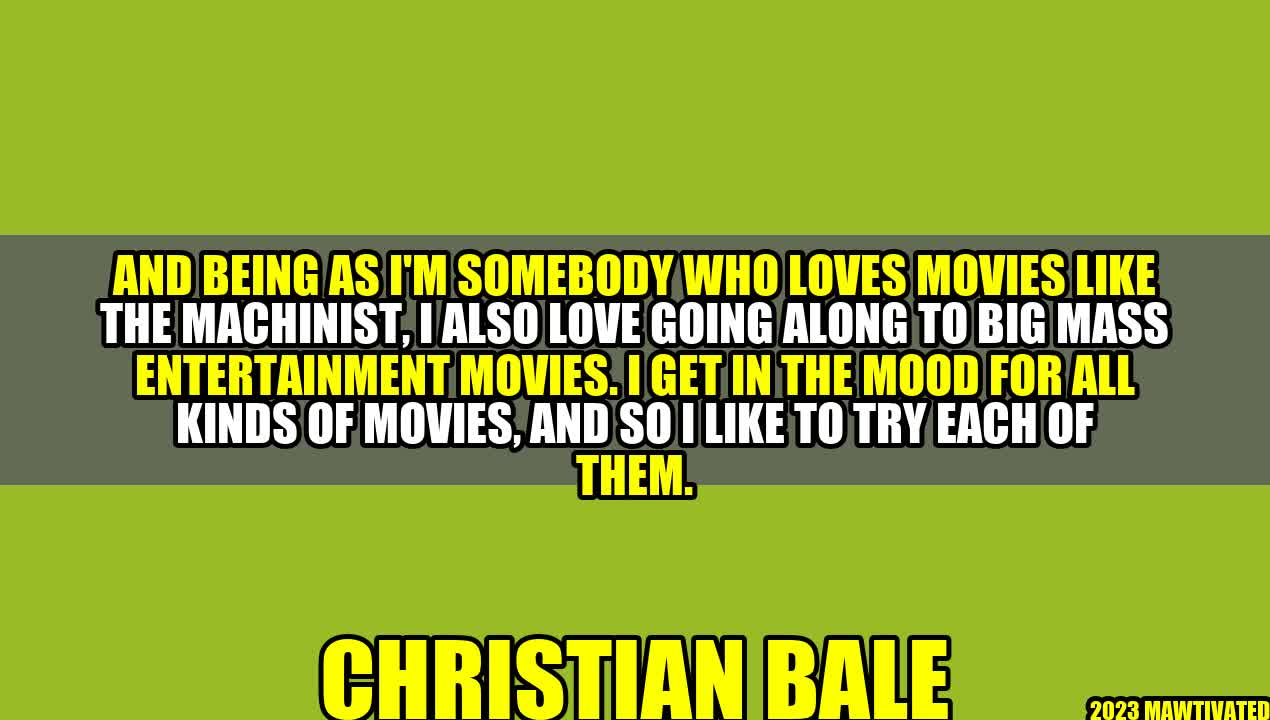 AND BEING AS I'M SOMEBODY WHO LOVES MOVIES LIKE
THE MACHINIST, I ALSO LOVE GOING ALONG TO BIG MASS
ENTERTAINMENT MOVIES. I GET IN THE MOOD FOR ALL
KINDS OF MOVIES, AND SO I LIKE TO TRY EACH OF
THEM.
CHRISTIAN BALE
2023 MAWTIVATED